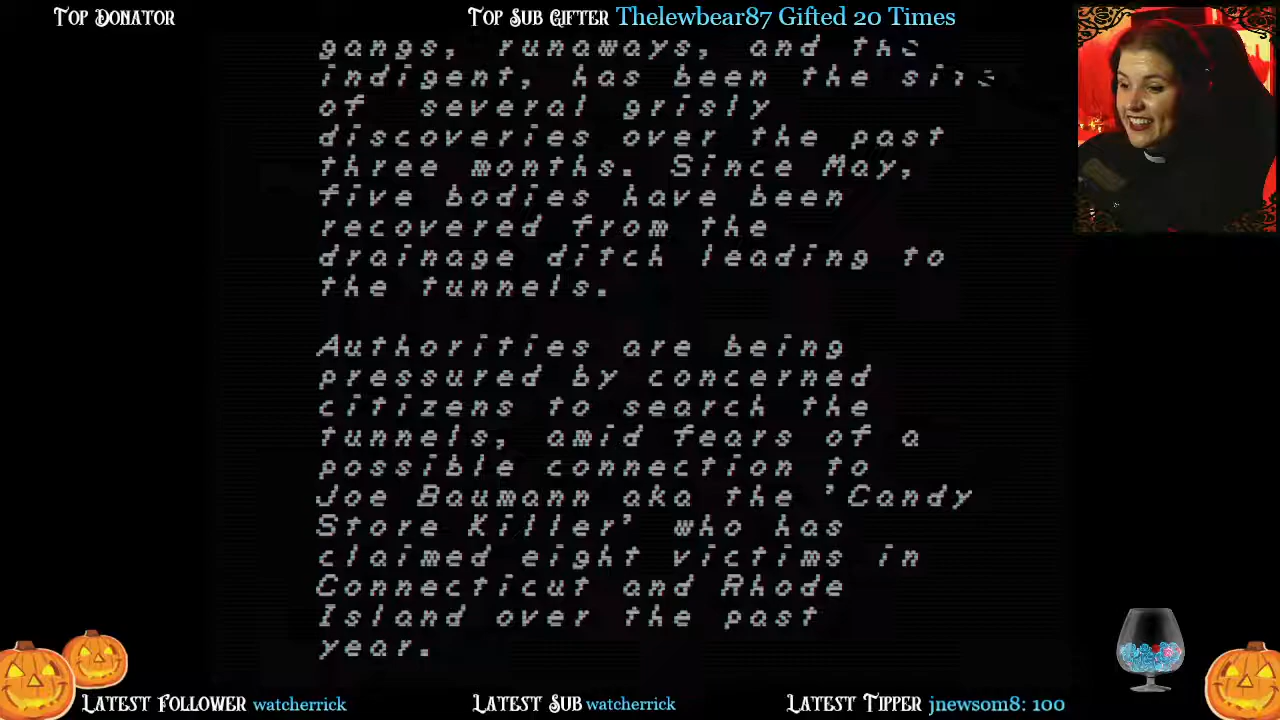 Top Donator
Top Sub Gifter Thelewbear87 Gifted 20 Times
gangs, runaways, and the
indigent, has been the site
of several grisly
discoveries over the past
three months. Since May,
five bodies have been
recovered from the
drainage ditch leading to
the tunnels.
Authorities are being
pressured by concerned
citizens to search the
tunnels, amid fears of a
possible connection to
Joe Baumann aka the 'Candy
Store Killer' who has
claimed eight victims in
Connecticut and Rhode
Island over the past
year.
Latest Follower watcherrick
Latest Sub watcherrick
Latest Tipper jnewsom8: 100